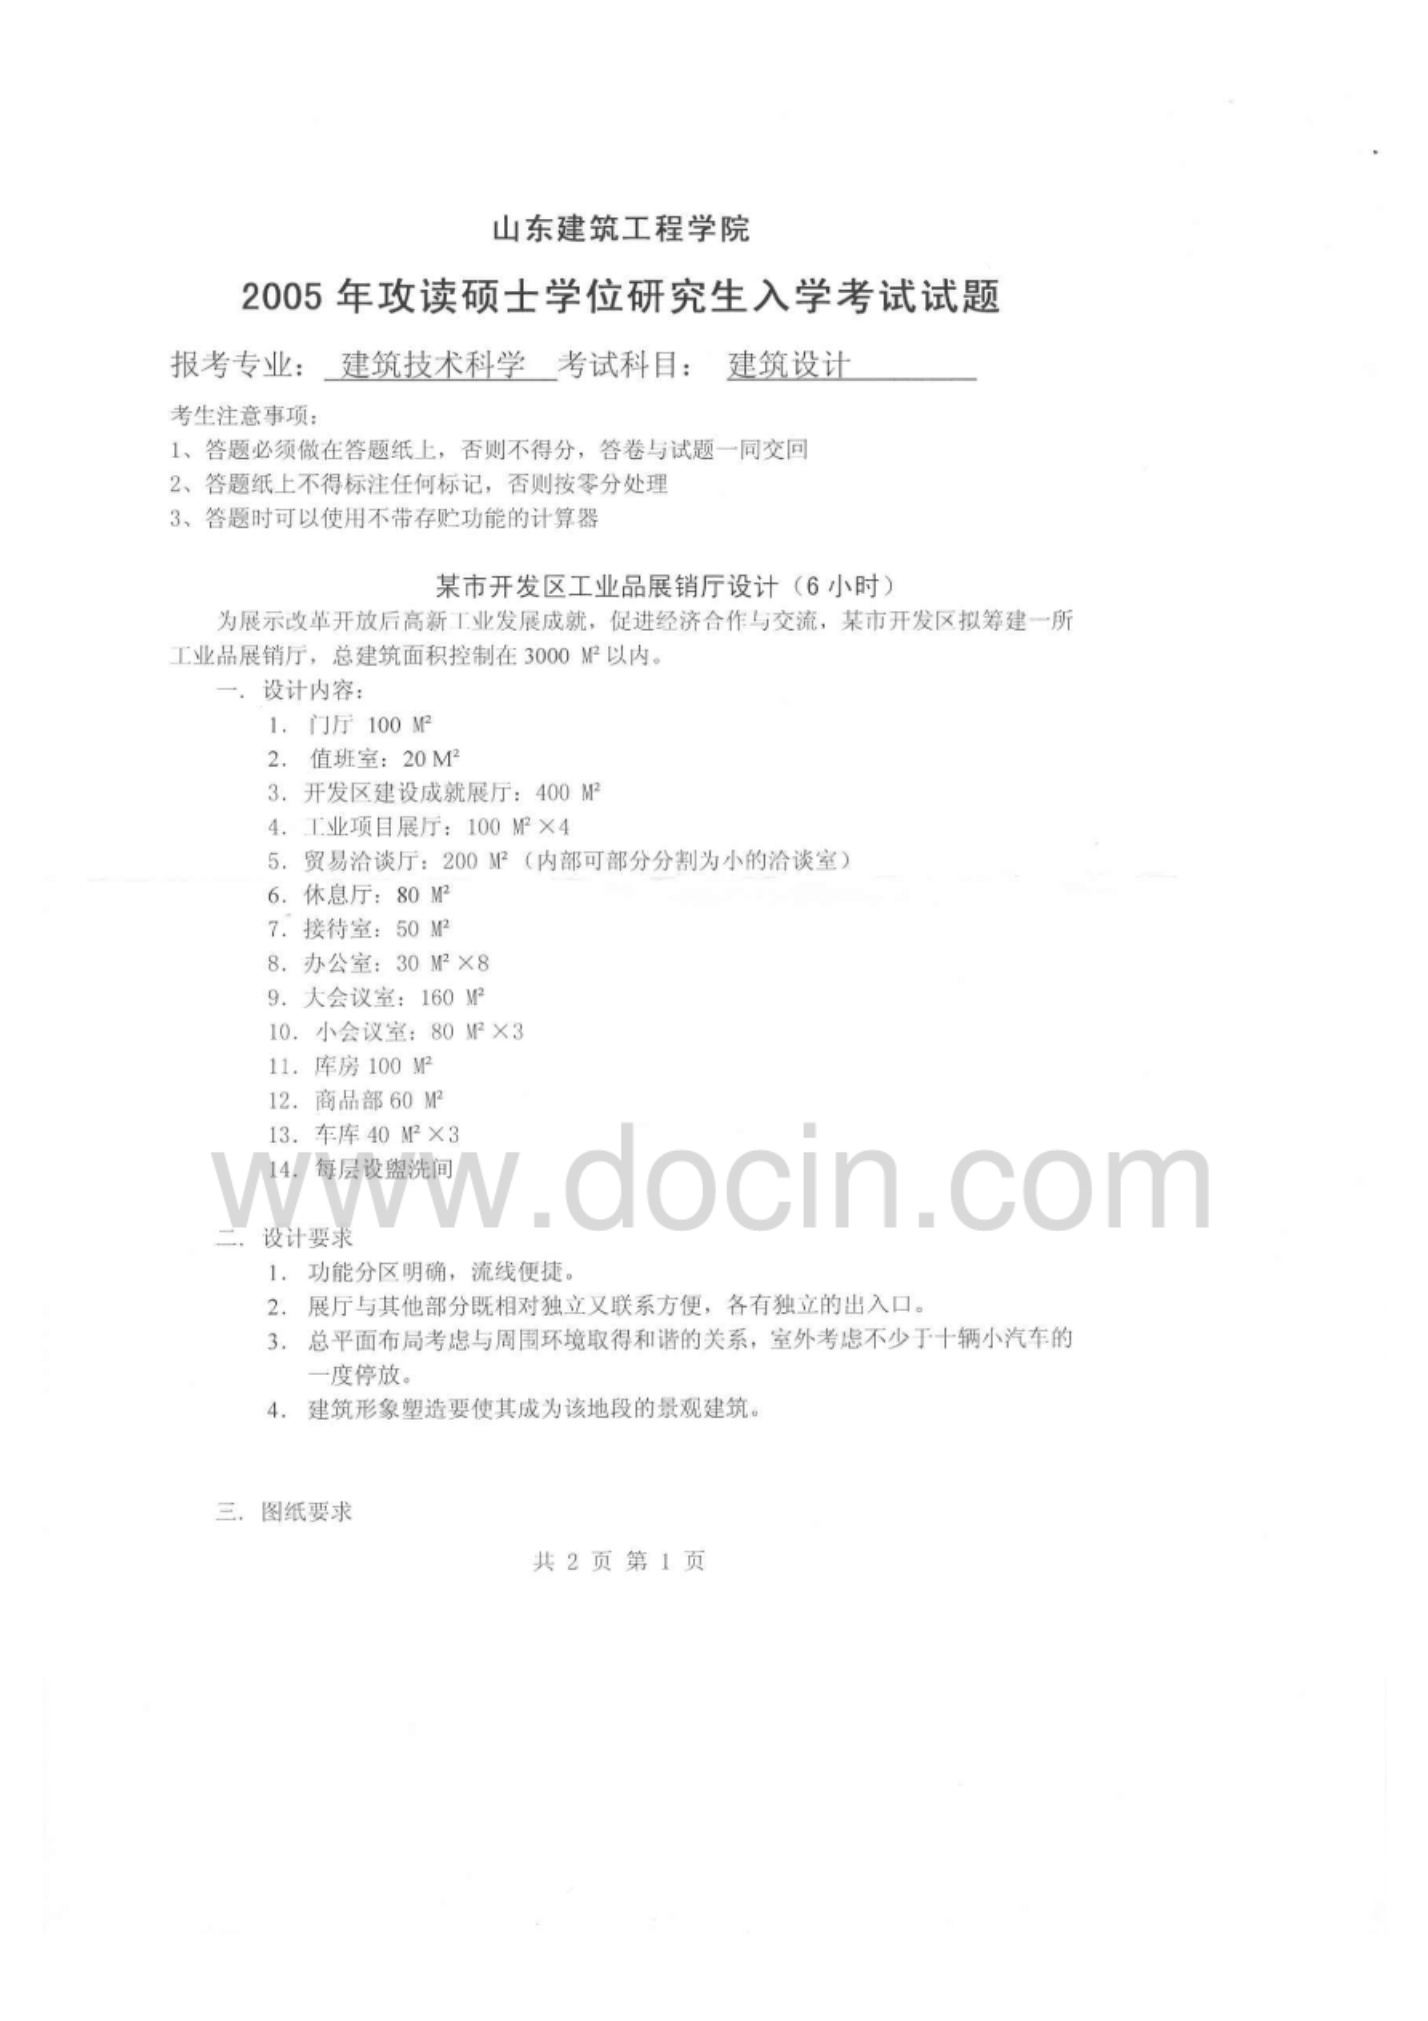 山东建筑工程学院
2005 年攻读硕士学位研究生入学考试试题
报考专业： 建筑技术科学 考试科目： 建筑设计
考生注意事项：
1、答题必须做在答题纸上，否则不得分，答卷与试题一同交回
2、答题纸上不得标注任何标记，否则按零分处理
3、答题时可以使用不带存贮功能的计算器
某市开发区工业品展销厅设计（6 小时）
为展示改革开放后高新工业发展成就，促进经济合作与交流，某市开发区拟筹建一所
工业品展销厅，总建筑面积控制在 3000 M² 以内。
一．设计内容：
1． 门厅 100 M²
2． 值班室：20 M²
3．开发区建设成就展厅：400 M²
4．工业项目展厅：100 M²×4
5．贸易洽谈厅：200 M²（内部可部分分割为小的洽谈室）
6．休息厅：80 M²
7．接待室：50 M²
8．办公室：30 M²×8
9．大会议室：160 M²
10．小会议室：80 M²×3
11．库房 100 M²
12．商品部 60 M²
13．车库 40 M²×3
14．每层设盥洗间
www.docin.com
二．设计要求
1． 功能分区明确，流线便捷。
2． 展厅与其他部分既相对独立又联系方便，各有独立的出入口。
3． 总平面布局考虑与周围环境取得和谐的关系，室外考虑不少于十辆小汽车的
一度停放。
4． 建筑形象塑造要使其成为该地段的景观建筑。
三．图纸要求
共 2 页 第 1 页